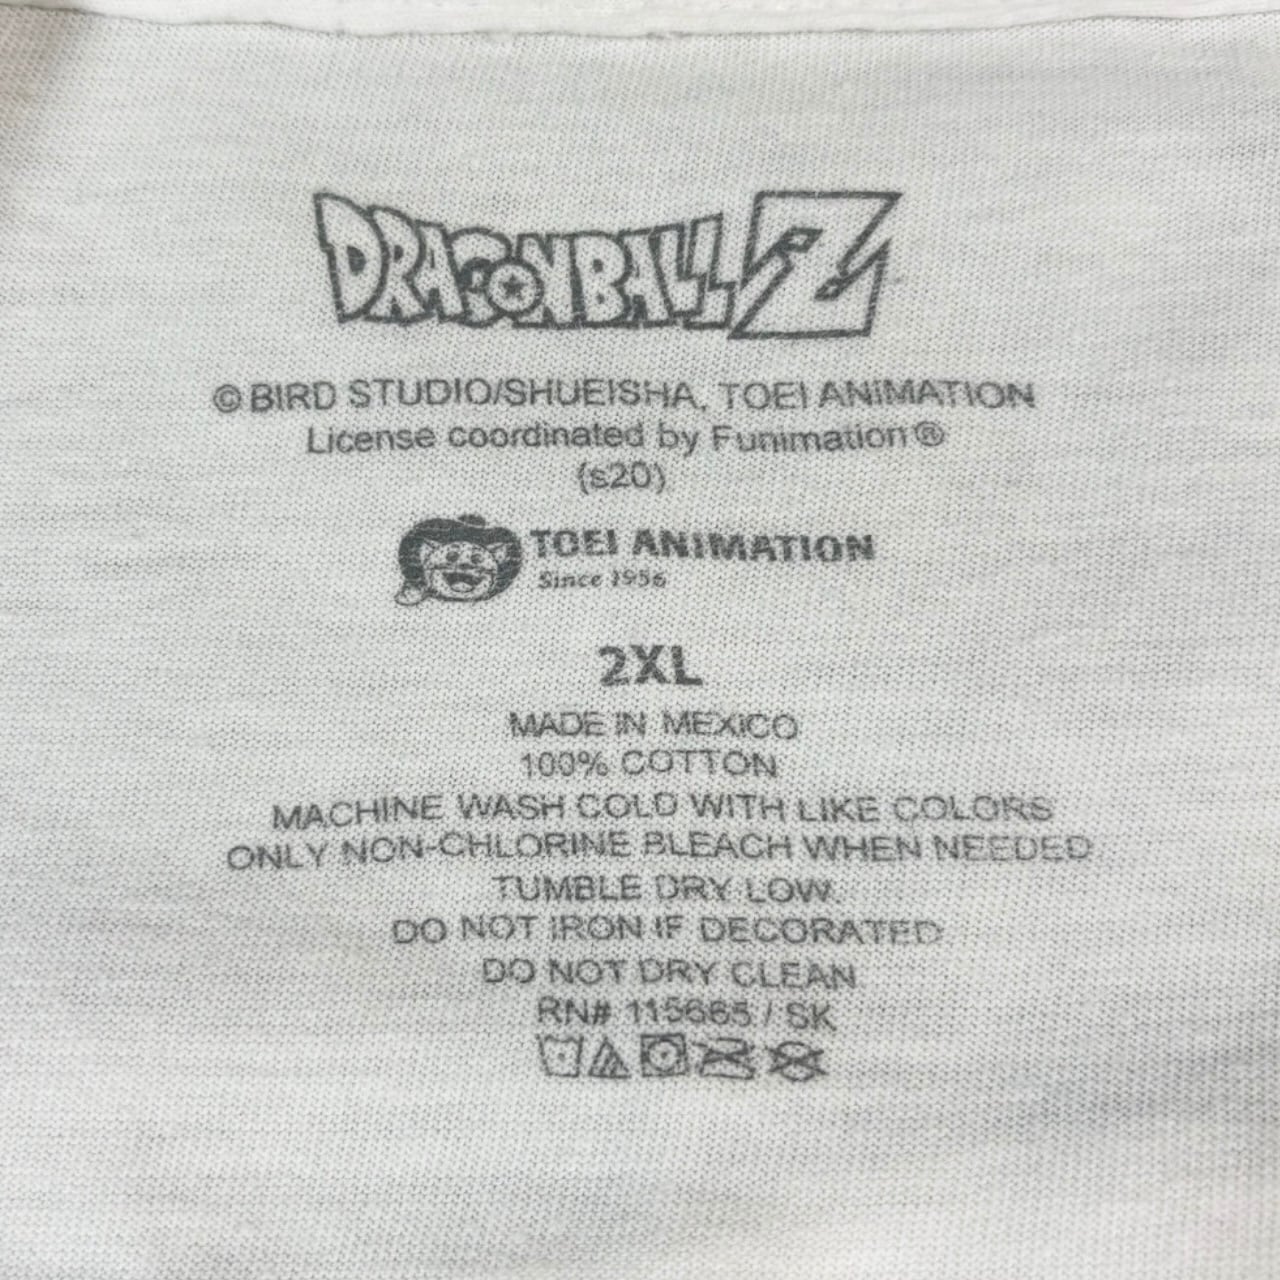 DRAGONBALL Z
© BIRD STUDIO/SHUEISHA, TOEI ANIMATION
License coordinated by Funimation®
(s20)
TOEI ANIMATION
Since 1956
2XL
MADE IN MEXICO
100% COTTON
MACHINE WASH COLD WITH LIKE COLORS
ONLY NON-CHLORINE BLEACH WHEN NEEDED
TUMBLE DRY LOW.
DO NOT IRON IF DECORATED
DO NOT DRY CLEAN
RN# 115665 / SK